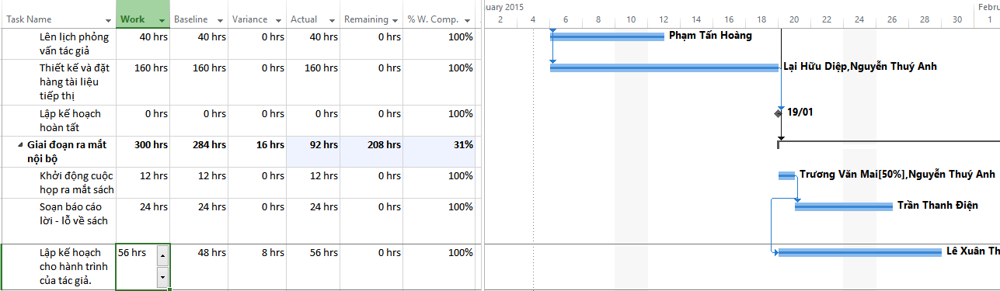 Task Name Work Baseline Variance Actual Remaining % W. Comp.
uary 2015 Febru
2 4 6 8 10 12 14 16 18 20 22 24 26 28 30 1
Lên lịch phỏng 40 hrs 40 hrs 0 hrs 40 hrs 0 hrs 100% Phạm Tấn Hoàng
vấn tác giả
Thiết kế và đặt 160 hrs 160 hrs 0 hrs 160 hrs 0 hrs 100% Lại Hữu Diệp,Nguyễn Thuý Anh
hàng tài liệu
tiếp thị
Lập kế hoạch 0 hrs 0 hrs 0 hrs 0 hrs 0 hrs 100% 19/01
hoàn tất
Giai đoạn ra mắt 300 hrs 284 hrs 16 hrs 92 hrs 208 hrs 31%
nội bộ
Khởi động cuộc 12 hrs 12 hrs 0 hrs 12 hrs 0 hrs 100% Trương Văn Mai[50%],Nguyễn Thuý Anh
họp ra mắt sách
Soạn báo cáo 24 hrs 24 hrs 0 hrs 24 hrs 0 hrs 100% Trần Thanh Điện
lời - lỗ về sách
Lập kế hoạch 56 hrs 48 hrs 8 hrs 56 hrs 0 hrs 100% Lê Xuân Th
cho hành trình
của tác giả.